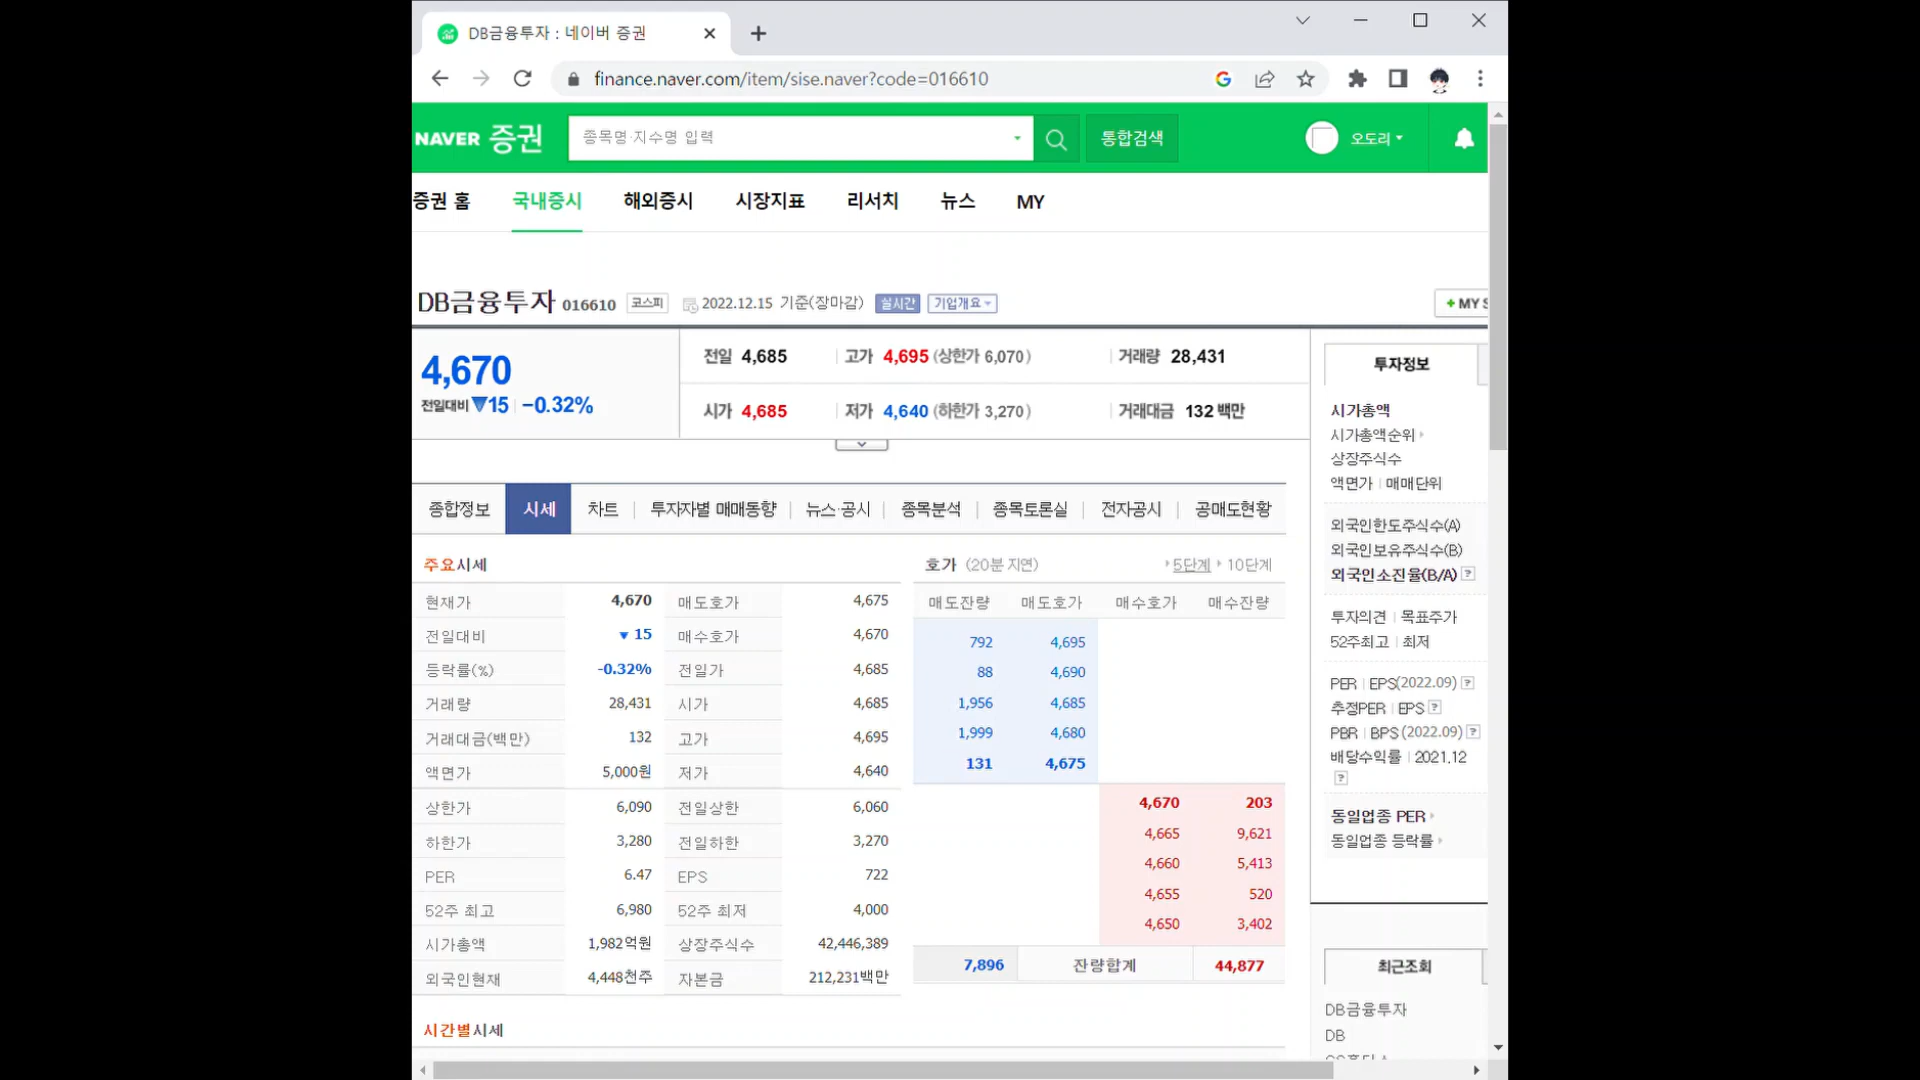 DB금융투자 : 네이버 증권
finance.naver.com/item/sise.naver?code=016610
NAVER 증권
종목명·지수명 입력
통합검색
오도리
증권 홈 국내증시 해외증시 시장지표 리서치 뉴스 MY
DB금융투자 016610 코스피 2022.12.15 기준(장마감) 실시간 기업개요
+ MY S
4,670
전일대비 ▼15 -0.32%
전일 4,685 고가 4,695 (상한가 6,070) 거래량 28,431
시가 4,685 저가 4,640 (하한가 3,270) 거래대금 132 백만
종합정보 시세 차트 투자자별 매매동향 뉴스·공시 종목분석 종목토론실 전자공시 공매도현황
주요시세
현재가 4,670 매도호가 4,675
전일대비 ▼ 15 매수호가 4,670
등락률(%) -0.32% 전일가 4,685
거래량 28,431 시가 4,685
거래대금(백만) 132 고가 4,695
액면가 5,000원 저가 4,640
상한가 6,090 전일상한 6,060
하한가 3,280 전일하한 3,270
PER 6.47 EPS 722
52주 최고 6,980 52주 최저 4,000
시가총액 1,982억원 상장주식수 42,446,389
외국인현재 4,448천주 자본금 212,231백만
호가 (20분 지연) 5단계 10단계
매도잔량 매도호가 매수호가 매수잔량
792 4,695
88 4,690
1,956 4,685
1,999 4,680
131 4,675
4,670 203
4,665 9,621
4,660 5,413
4,655 520
4,650 3,402
7,896 잔량합계 44,877
시간별시세
투자정보
시가총액
시가총액순위
상장주식수
액면가 매매단위
외국인한도주식수(A)
외국인보유주식수(B)
외국인소진율(B/A) ?
투자의견 목표주가
52주최고 최저
PER EPS(2022.09) ?
추정PER EPS ?
PBR BPS (2022.09) ?
배당수익률 2021.12
?
동일업종 PER
동일업종 등락률
최근조회
DB금융투자
DB